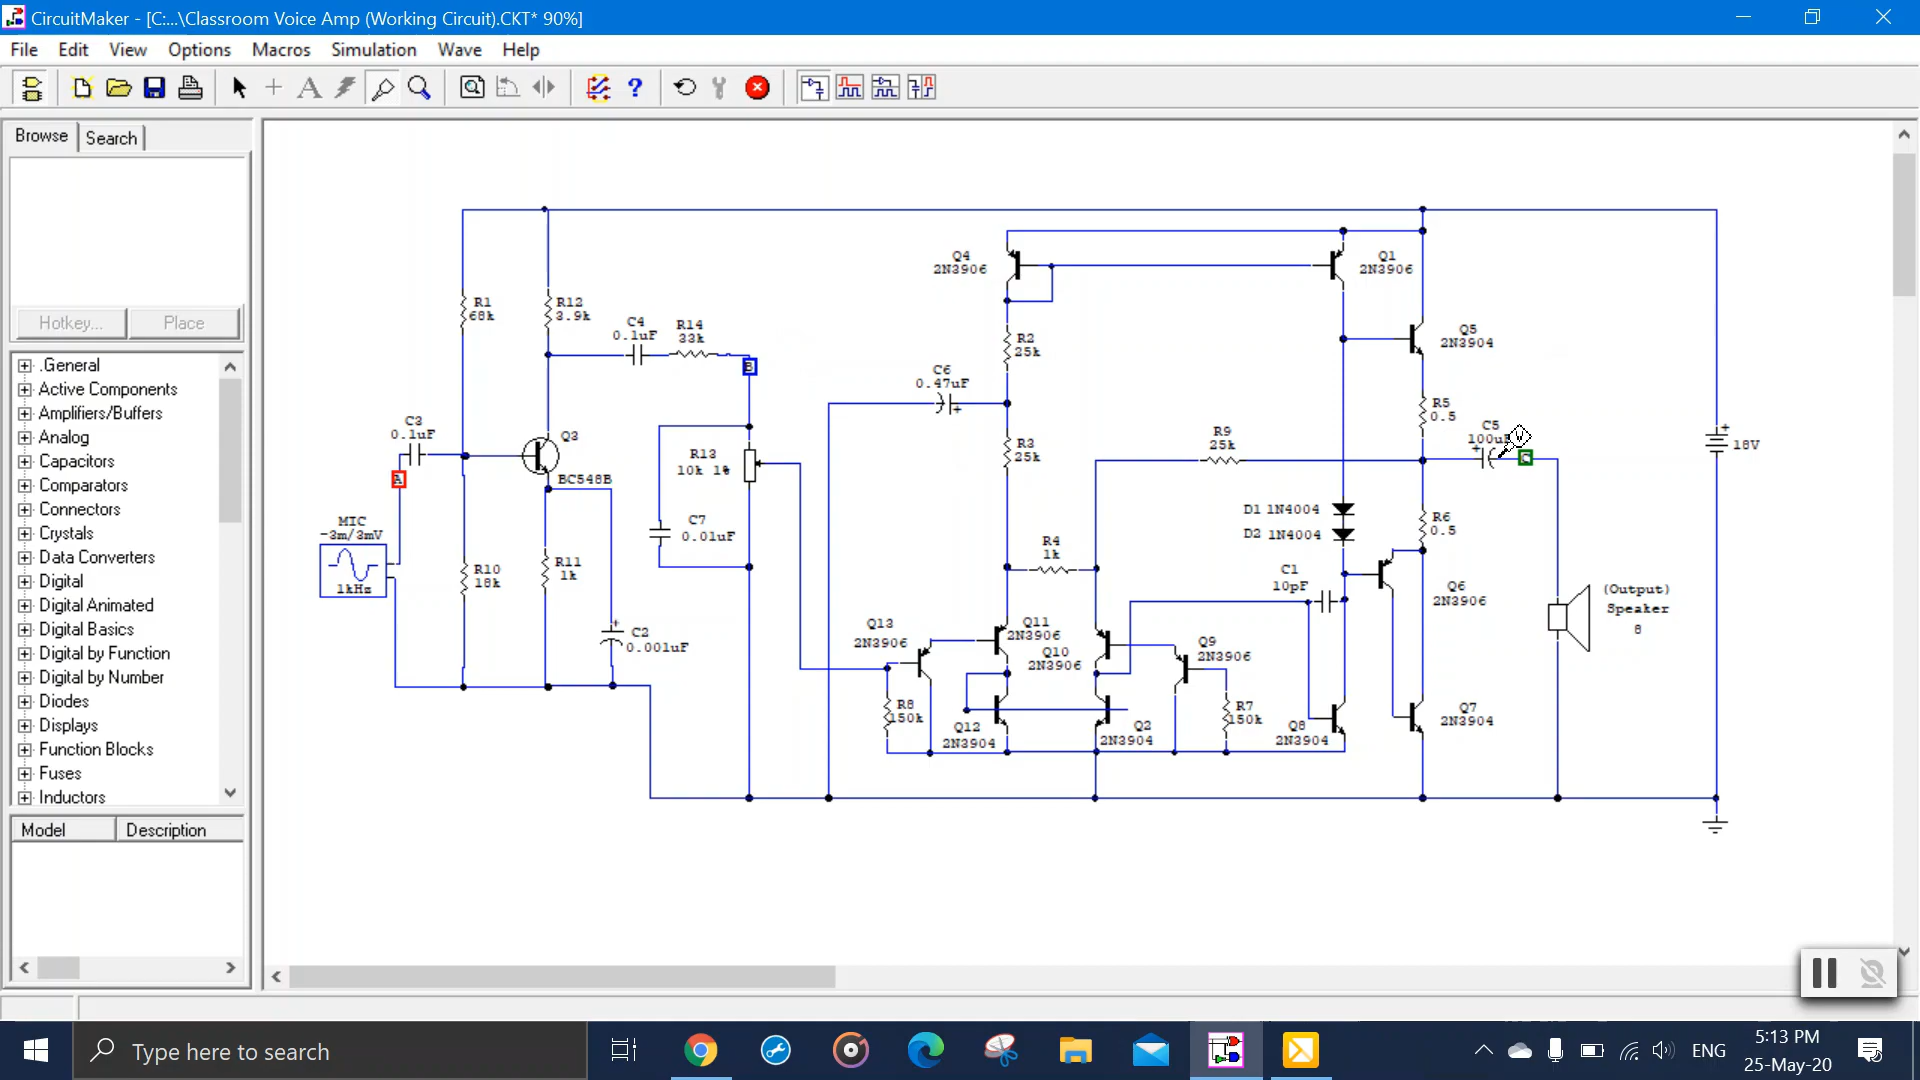 CircuitMaker - [C:...\Classroom Voice Amp (Working Circuit).CKT* 90%]
File Edit View Options Macros Simulation Wave Help
Browse Search
Hotkey... Place
.General
Active Components
Amplifiers/Buffers
Analog
Capacitors
Comparators
Connectors
Crystals
Data Converters
Digital
Digital Animated
Digital Basics
Digital by Function
Digital by Number
Diodes
Displays
Function Blocks
Fuses
Inductors
Model Description
R1
68k
R12
3.9k
C4
0.1uF
R14
33k
B
C3
0.1uF
A
Q3
BC548B
MIC
-3m/3mV
1kHz
R10
18k
R11
1k
C2
0.001uF
R13
10k 1%
C7
0.01uF
Q4
2N3906
Q1
2N3906
R2
25k
C6
0.47uF
R3
25k
R9
25k
Q5
2N3904
R5
0.5
C5
100uF
V
C
18V
D1 1N4004
D2 1N4004
R6
0.5
R4
1k
C1
10pF
Q6
2N3906
(Output)
Speaker
8
Q13
2N3906
Q11
2N3906
Q10
2N3906
Q9
2N3906
R8
150k
Q12
2N3904
Q2
2N3904
R7
150k
Q8
2N3904
Q7
2N3904
Type here to search
ENG
5:13 PM
25-May-20